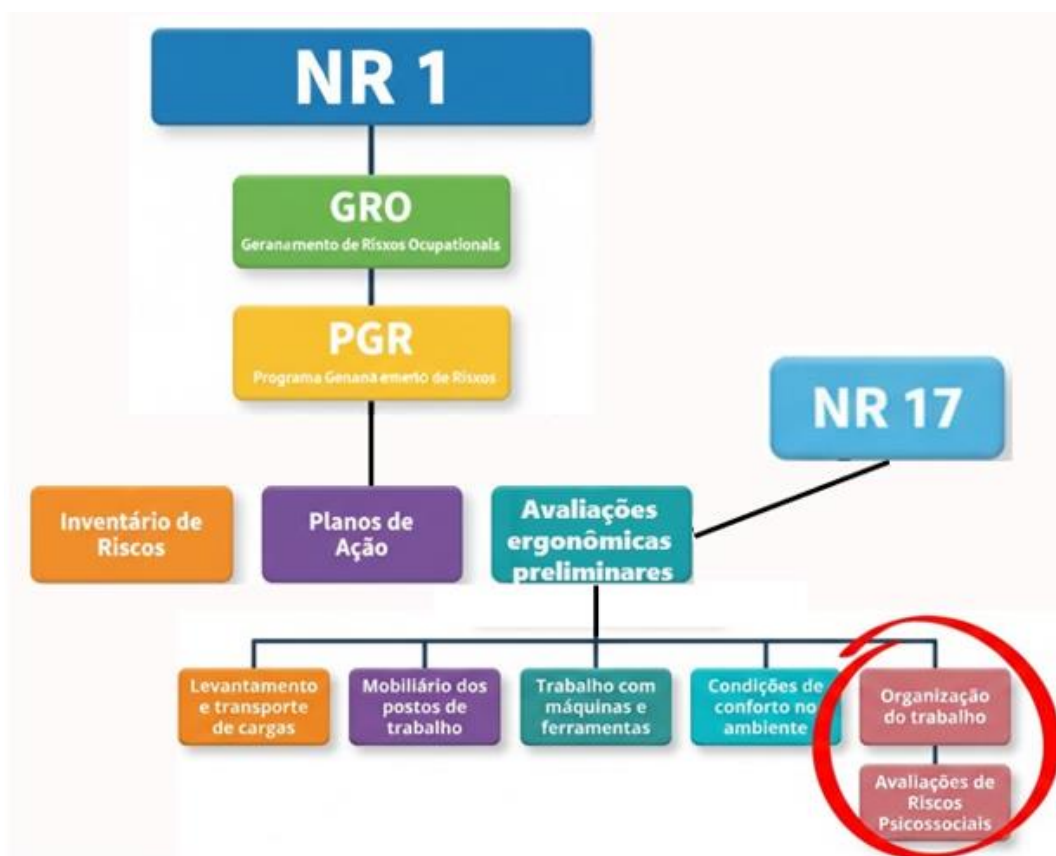 NR 1
GRO
Geranamento de Risxos Ocupationals
PGR
Programa Genana emerio de Risxos
NR 17
Inventário de
Riscos
Planos de
Ação
Avaliações
ergonômicas
preliminares
Levantamento
e transporte
de cargas
Mobiliário dos
postos de
trabalho
Trabalho com
máquinas e
ferramentas
Condições de
conforto no
ambiente
Organização
do trabalho
Avaliações de
Riscos
Psicossociais